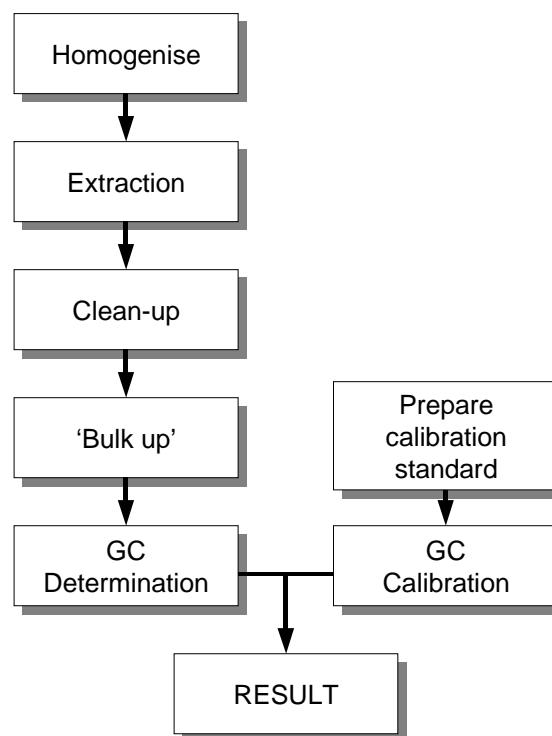 Homogenise
Extraction
Clean-up
‘Bulk up’
Prepare
calibration
standard
GC
Determination
GC
Calibration
RESULT